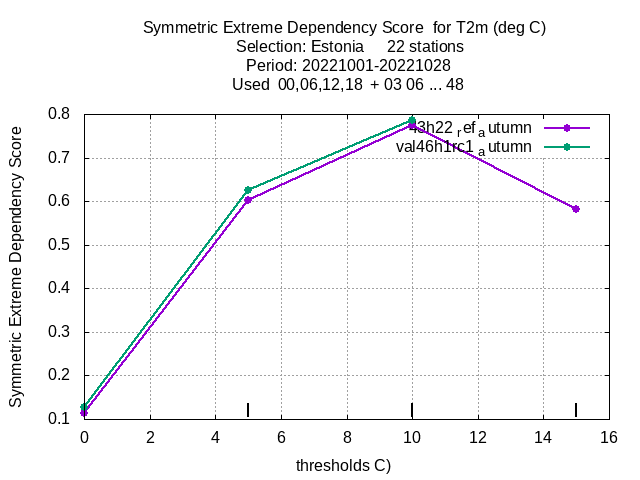 Symmetric Extreme Dependency Score for T2m (deg C)
Selection: Estonia 22 stations
Period: 20221001-20221028
Used 00,06,12,18 + 03 06 ... 48
Symmetric Extreme Dependency Score
0.8
0.7
0.6
0.5
0.4
0.3
0.2
0.1
43h22 ref autumn
val46h1rc1 autumn
0 2 4 6 8 10 12 14 16
thresholds C)